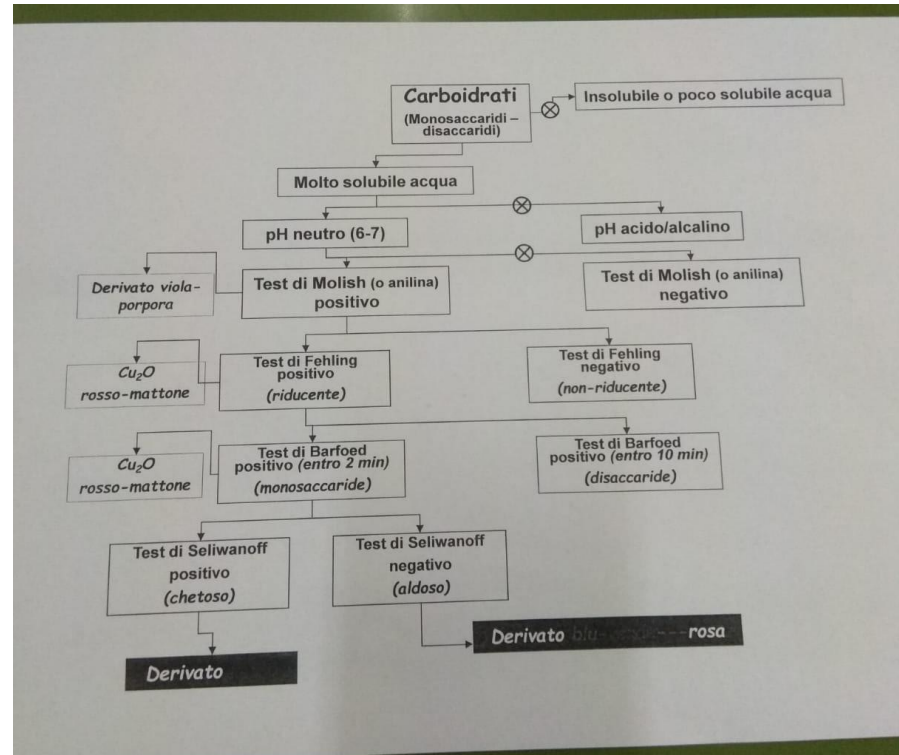 Carboidrati
(Monosaccaridi –
disaccaridi)
Insolubile o poco solubile acqua
Molto solubile acqua
pH neutro (6-7)
pH acido/alcalino
Derivato viola-
porpora
Test di Molish (o anilina)
positivo
Test di Molish (o anilina)
negativo
Cu₂O
rosso-mattone
Test di Fehling
positivo
(riducente)
Test di Fehling
negativo
(non-riducente)
Cu₂O
rosso-mattone
Test di Barfoed
positivo (entro 2 min)
(monosaccaride)
Test di Barfoed
positivo (entro 10 min)
(disaccaride)
Test di Seliwanoff
positivo
(chetoso)
Test di Seliwanoff
negativo
(aldoso)
Derivato
Derivato blu- ---rosa